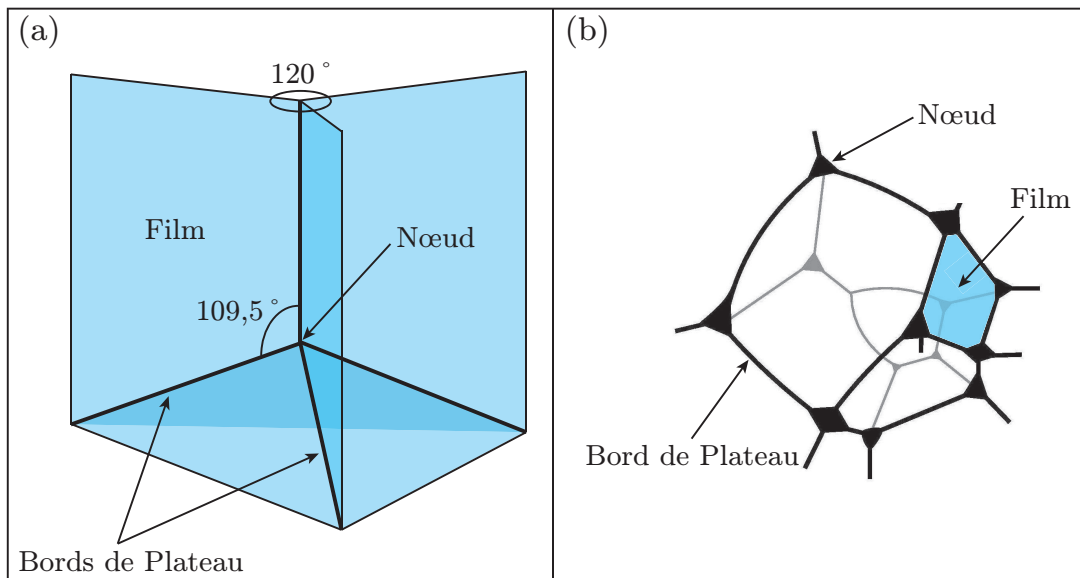 (a)
120°
Film
Nœud
109,5°
Bords de Plateau
(b)
Nœud
Film
Bord de Plateau